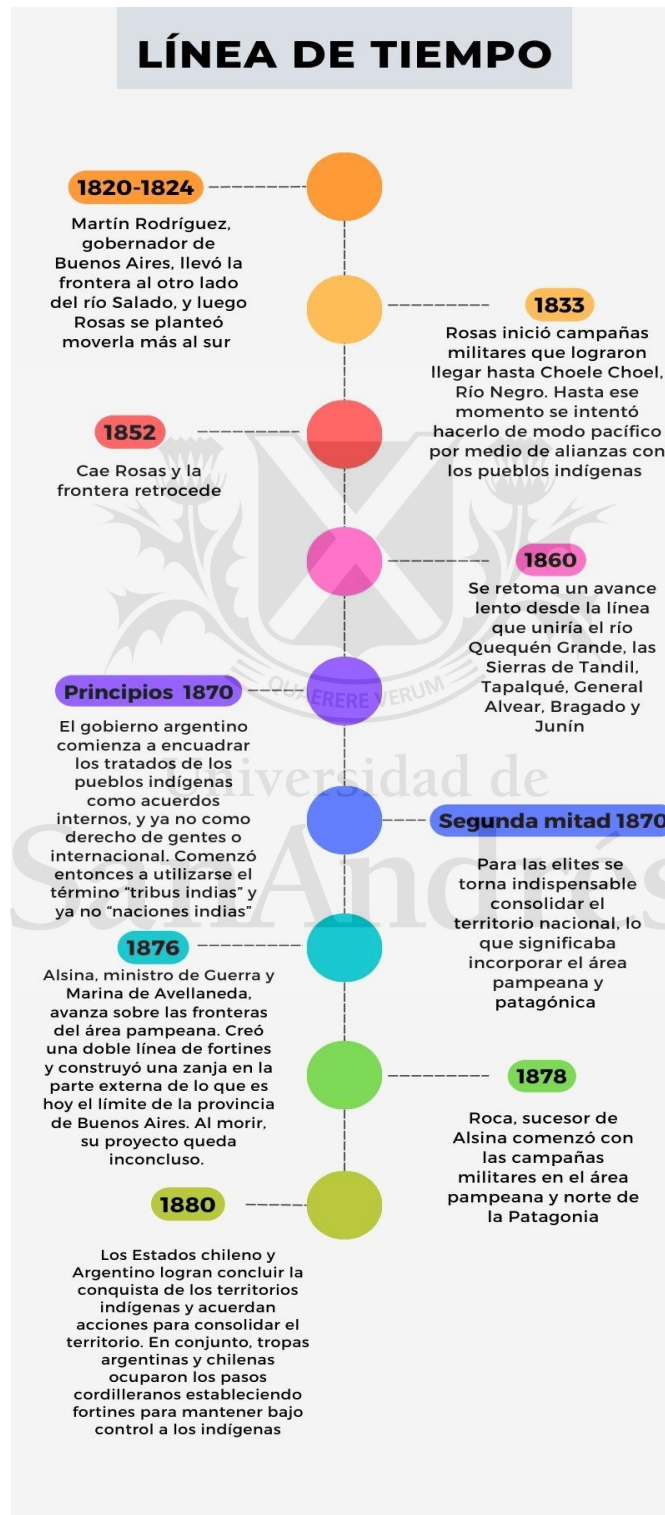 LÍNEA DE TIEMPO
1820-1824
Martín Rodríguez,
gobernador de
Buenos Aires, llevó la
frontera al otro lado
del río Salado, y luego
Rosas se planteó
moverla más al sur
1833
Rosas inició campañas
militares que lograron
llegar hasta Choele Choel,
Río Negro. Hasta ese
momento se intentó
hacerlo de modo pacífico
por medio de alianzas con
los pueblos indígenas
1852
Cae Rosas y la
frontera retrocede
1860
Se retoma un avance
lento desde la línea
que uniría el río
Quequén Grande, las
Sierras de Tandil,
Tapalqué, General
Alvear, Bragado y
Junín
Principios 1870
El gobierno argentino
comienza a encuadrar
los tratados de los
pueblos indígenas
como acuerdos
internos, y ya no como
derecho de gentes o
internacional. Comenzó
entonces a utilizarse el
término “tribus indias” y
ya no “naciones indias”
Segunda mitad 1870
Para las elites se
torna indispensable
consolidar el
territorio nacional, lo
que significaba
incorporar el área
pampeana y
patagónica
1876
Alsina, ministro de Guerra y
Marina de Avellaneda,
avanza sobre las fronteras
del área pampeana. Creó
una doble línea de fortines
y construyó una zanja en la
parte externa de lo que es
hoy el límite de la provincia
de Buenos Aires. Al morir,
su proyecto queda
inconcluso.
1878
Roca, sucesor de
Alsina comenzó con
las campañas
militares en el área
pampeana y norte de
la Patagonia
1880
Los Estados chileno y
Argentino logran concluir la
conquista de los territorios
indígenas y acuerdan
acciones para consolidar el
territorio. En conjunto, tropas
argentinas y chilenas
ocuparon los pasos
cordilleranos estableciendo
fortines para mantener bajo
control a los indígenas
QUAERERE VERUM
Universidad de
SanAndrés